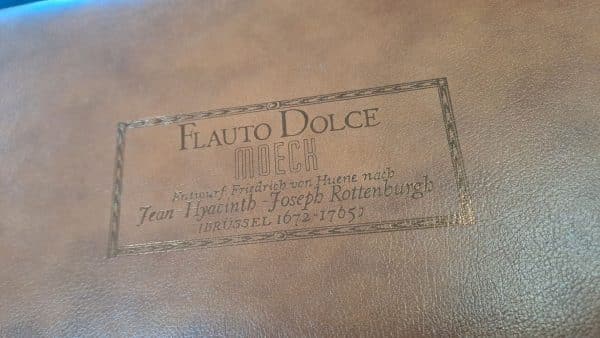 FLAUTO DOLCE
MOECK
Entwurf Friedrich von Huene nach
Jean-Hyacinth-Joseph Rottenburgh
(BRÜSSEL 1672-1765)